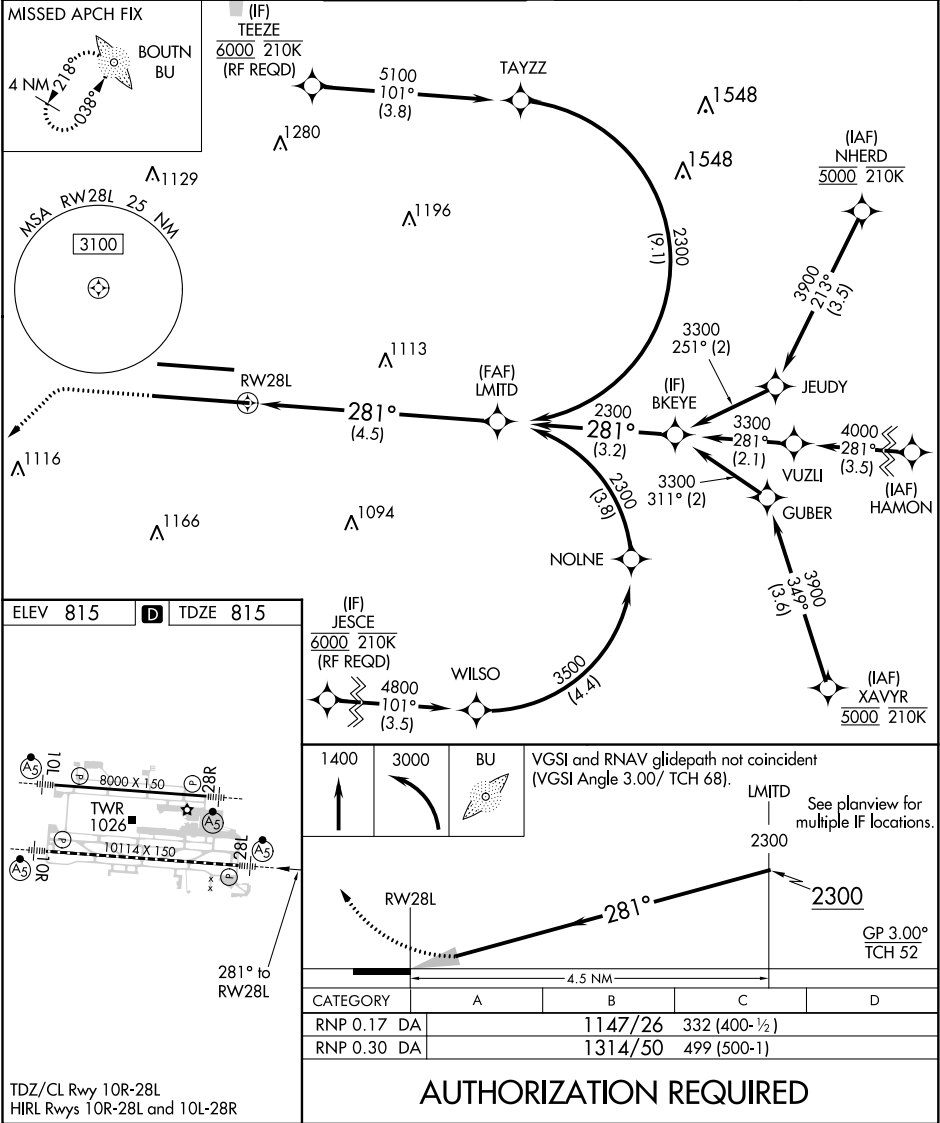 MISSED APCH FIX
BOUTN
BU
4 NM
218°
038°
(IF)
TEEZE
6000 210K
(RF REQD)
5100
101°
(3.8)
TAYZZ
1548
1548
1280
1129
1196
(IAF)
NHERD
5000 210K
MSA RW28L 25 NM
3100
2300
(9.1)
3900
213°
(3.5)
1113
3300
251° (2)
JEUDY
RW28L
(FAF)
LMITD
281°
(4.5)
(IF)
BKEYE
2300
281°
(3.2)
3300
281°
(2.1)
VUZLI
4000
281°
(3.5)
(IAF)
HAMON
1116
3300
311° (2)
GUBER
2300
(3.8)
1166
1094
NOLNE
3900
349°
(3.6)
(IAF)
XAVYR
5000 210K
(IF)
JESCE
6000 210K
(RF REQD)
4800
101°
(3.5)
WILSO
3500
(4.4)
ELEV 815 D TDZE 815
A5
10L
P
8000 X 150
P
28R
A5
TWR
1026
P
10114 X 150
28L
A5
A5
10R
P
x
x
281° to
RW28L
TDZ/CL Rwy 10R-28L
HIRL Rwys 10R-28L and 10L-28R
1400
3000
BU
VGSI and RNAV glidepath not coincident
(VGSI Angle 3.00/ TCH 68).
LMITD
2300
See planview for
multiple IF locations.
2300
RW28L
281°
GP 3.00°
TCH 52
4.5 NM
CATEGORY A B C D
RNP 0.17 DA 1147/26 332 (400-½)
RNP 0.30 DA 1314/50 499 (500-1)
AUTHORIZATION REQUIRED